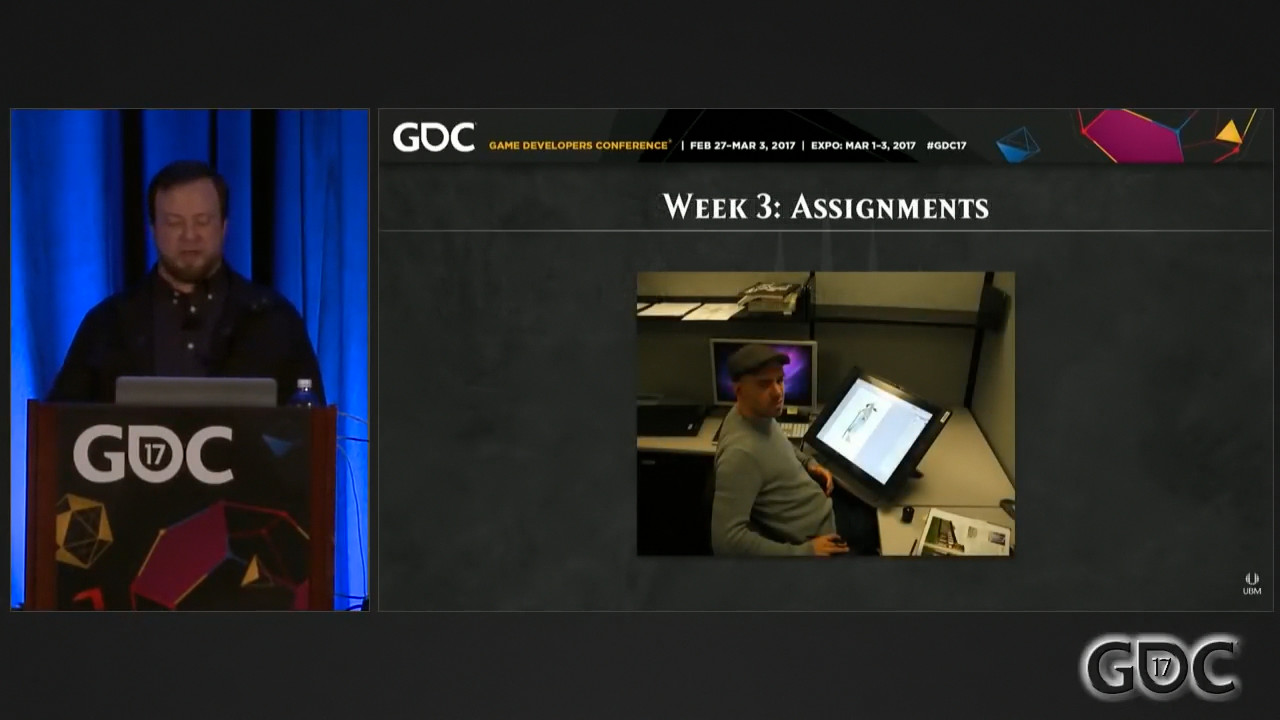 GDC
GAME DEVELOPERS CONFERENCE | FEB 27–MAR 3, 2017 | EXPO: MAR 1–3, 2017 #GDC17
WEEK 3: ASSIGNMENTS
GDC
17
UBM
GDC
17